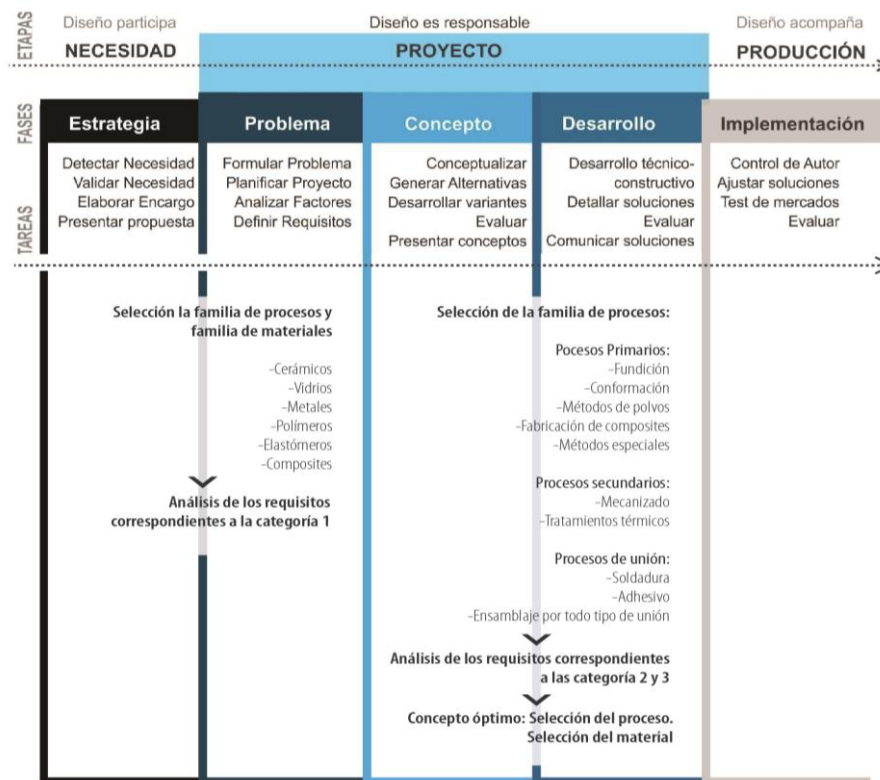 ETAPAS
Diseño participa
NECESIDAD
Diseño es responsable
PROYECTO
Diseño acompaña
PRODUCCIÓN
FASES
Estrategia
Problema
Concepto
Desarrollo
Implementación
TAREAS
Detectar Necesidad
Validar Necesidad
Elaborar Encargo
Presentar propuesta
Formular Problema
Planificar Proyecto
Analizar Factores
Definir Requisitos
Conceptualizar
Generar Alternativas
Desarrollar variantes
Evaluar
Presentar conceptos
Desarrollo técnico-
constructivo
Detallar soluciones
Evaluar
Comunicar soluciones
Control de Autor
Ajustar soluciones
Test de mercados
Evaluar
Selección la familia de procesos y
familia de materiales
-Cerámicos
-Vidrios
-Metales
-Polímeros
-Elastómeros
-Composites
Análisis de los requisitos
correspondientes a la categoría 1
Selección de la familia de procesos:
Pocesos Primarios:
-Fundición
-Conformación
-Métodos de polvos
-Fabricación de composites
-Métodos especiales
Procesos secundarios:
-Mecanizado
-Tratamientos térmicos
Procesos de unión:
-Soldadura
-Adhesivo
-Ensamblaje por todo tipo de unión
Análisis de los requisitos correspondientes
a las categoría 2 y 3
Concepto óptimo: Selección del proceso.
Selección del material